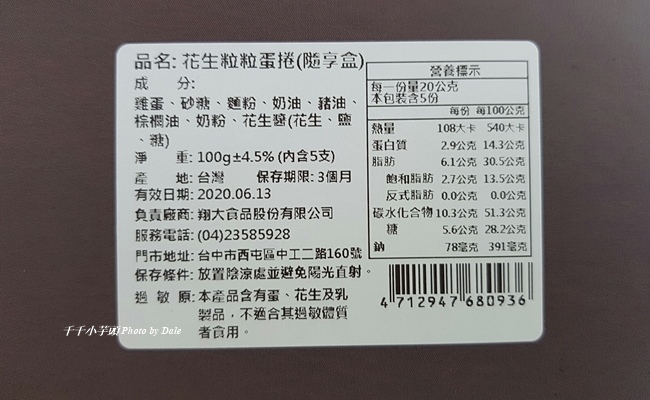 品名: 花生粒粒蛋捲(隨享盒)
成　　分:
雞蛋、砂糖、麵粉、奶油、豬油、
棕櫚油、奶粉、花生醬(花生、鹽
、糖)
淨　　重: 100g±4.5% (內含5支)
產　　地: 台灣　　保存期限: 3個月
有效日期: 2020.06.13
負責廠商: 翔大食品股份有限公司
服務電話: (04)23585928
門市地址: 台中市西屯區中工二路160號
保存條件: 放置陰涼處並避免陽光直射。
過 敏 原: 本產品含有蛋、花生及乳
製品，不適合其過敏體質
者食用。
營養標示
每一份量20公克
本包裝含5份
每份 每100公克
熱量 108大卡 540大卡
蛋白質 2.9公克 14.3公克
脂肪 6.1公克 30.5公克
飽和脂肪 2.7公克 13.5公克
反式脂肪 0.0公克 0.0公克
碳水化合物 10.3公克 51.3公克
糖 5.6公克 28.2公克
鈉 78毫克 391毫克
4 712947 680936
千千小芋頭 Photo by Dale